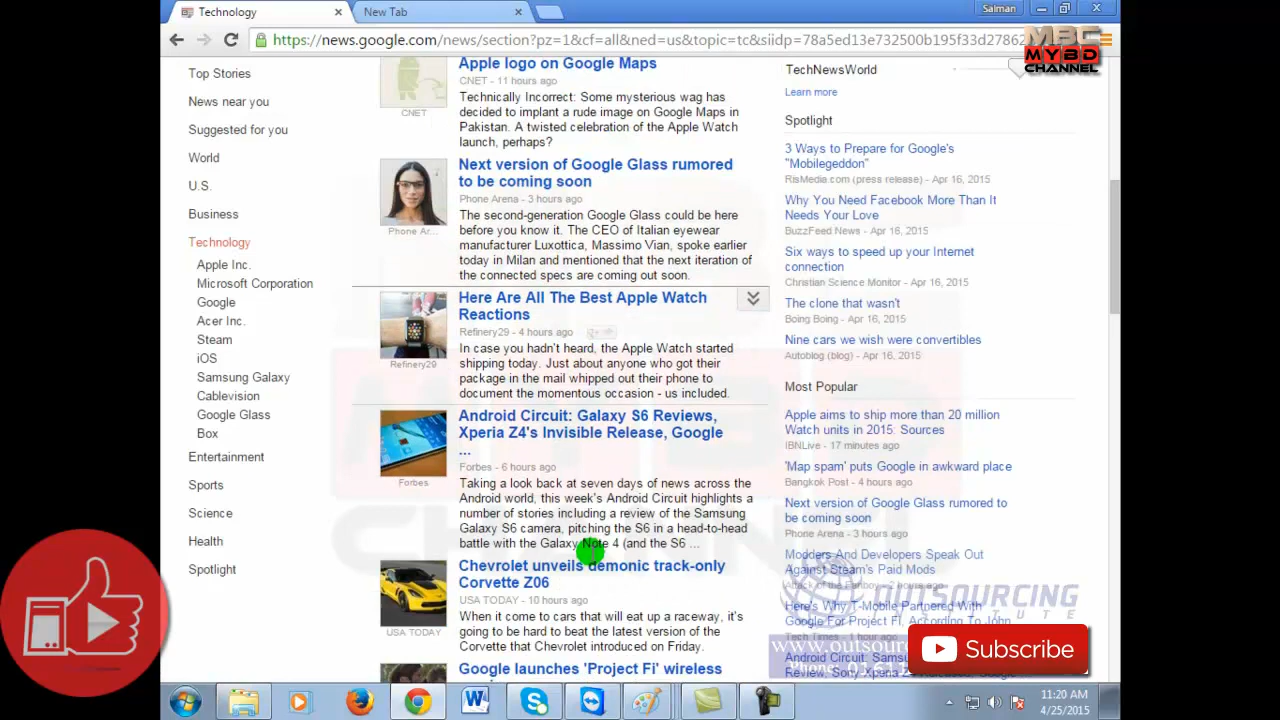 Technology
New Tab
Salman
https://news.google.com/news/section?pz=1&cf=all&ned=us&topic=tc&siidp=78a5ed13e732500b195f33d27862
MBC
MYBD
CHANNEL
Top Stories
News near you
Suggested for you
World
U.S.
Business
Technology
Apple Inc.
Microsoft Corporation
Google
Acer Inc.
Steam
iOS
Samsung Galaxy
Cablevision
Google Glass
Box
Entertainment
Sports
Science
Health
Spotlight
Apple logo on Google Maps
CNET - 11 hours ago
CNET
Technically Incorrect: Some mysterious wag has
decided to implant a rude image on Google Maps in
Pakistan. A twisted celebration of the Apple Watch
launch, perhaps?
Next version of Google Glass rumored
to be coming soon
Phone Arena - 3 hours ago
Phone Ar...
The second-generation Google Glass could be here
before you know it. The CEO of Italian eyewear
manufacturer Luxottica, Massimo Vian, spoke earlier
today in Milan and mentioned that the next iteration of
the connected specs are coming out soon.
Here Are All The Best Apple Watch
Reactions
Refinery29 - 4 hours ago
Refinery29
In case you hadn't heard, the Apple Watch started
shipping today. Just about anyone who got their
package in the mail whipped out their phone to
document the momentous occasion - us included.
Android Circuit: Galaxy S6 Reviews,
Xperia Z4's Invisible Release, Google
...
Forbes - 6 hours ago
Forbes
Taking a look back at seven days of news across the
Android world, this week's Android Circuit highlights a
number of stories including a review of the Samsung
Galaxy S6 camera, pitching the S6 in a head-to-head
battle with the Galaxy Note 4 (and the S6 ...
Chevrolet unveils demonic track-only
Corvette Z06
USA TODAY - 10 hours ago
USA TODAY
When it comes to cars that will eat up a raceway, it's
going to be hard to beat the latest version of the
Corvette that Chevrolet introduced on Friday.
Google launches 'Project Fi' wireless
TechNewsWorld
Learn more
Spotlight
3 Ways to Prepare for Google's
"Mobilegeddon"
RisMedia.com (press release) - Apr 16, 2015
Why You Need Facebook More Than It
Needs Your Love
BuzzFeed News - Apr 16, 2015
Six ways to speed up your Internet
connection
Christian Science Monitor - Apr 16, 2015
The clone that wasn't
Boing Boing - Apr 16, 2015
Nine cars we wish were convertibles
Autoblog (blog) - Apr 16, 2015
Most Popular
Apple aims to ship more than 20 million
Watch units in 2015: Sources
IBNLive - 17 minutes ago
'Map spam' puts Google in awkward place
Bangkok Post - 4 hours ago
Next version of Google Glass rumored to
be coming soon
Phone Arena - 3 hours ago
Modders And Developers Speak Out
Against Steam's Paid Mods
Attack of the Fanboy - 2 hours ago
OUTSOURCING
Here's Why T-Mobile Partnered With
Google For Project Fi, According To John
Tech Times - 1 hour ago
www.outsou
Subscribe
11:20 AM
4/25/2015